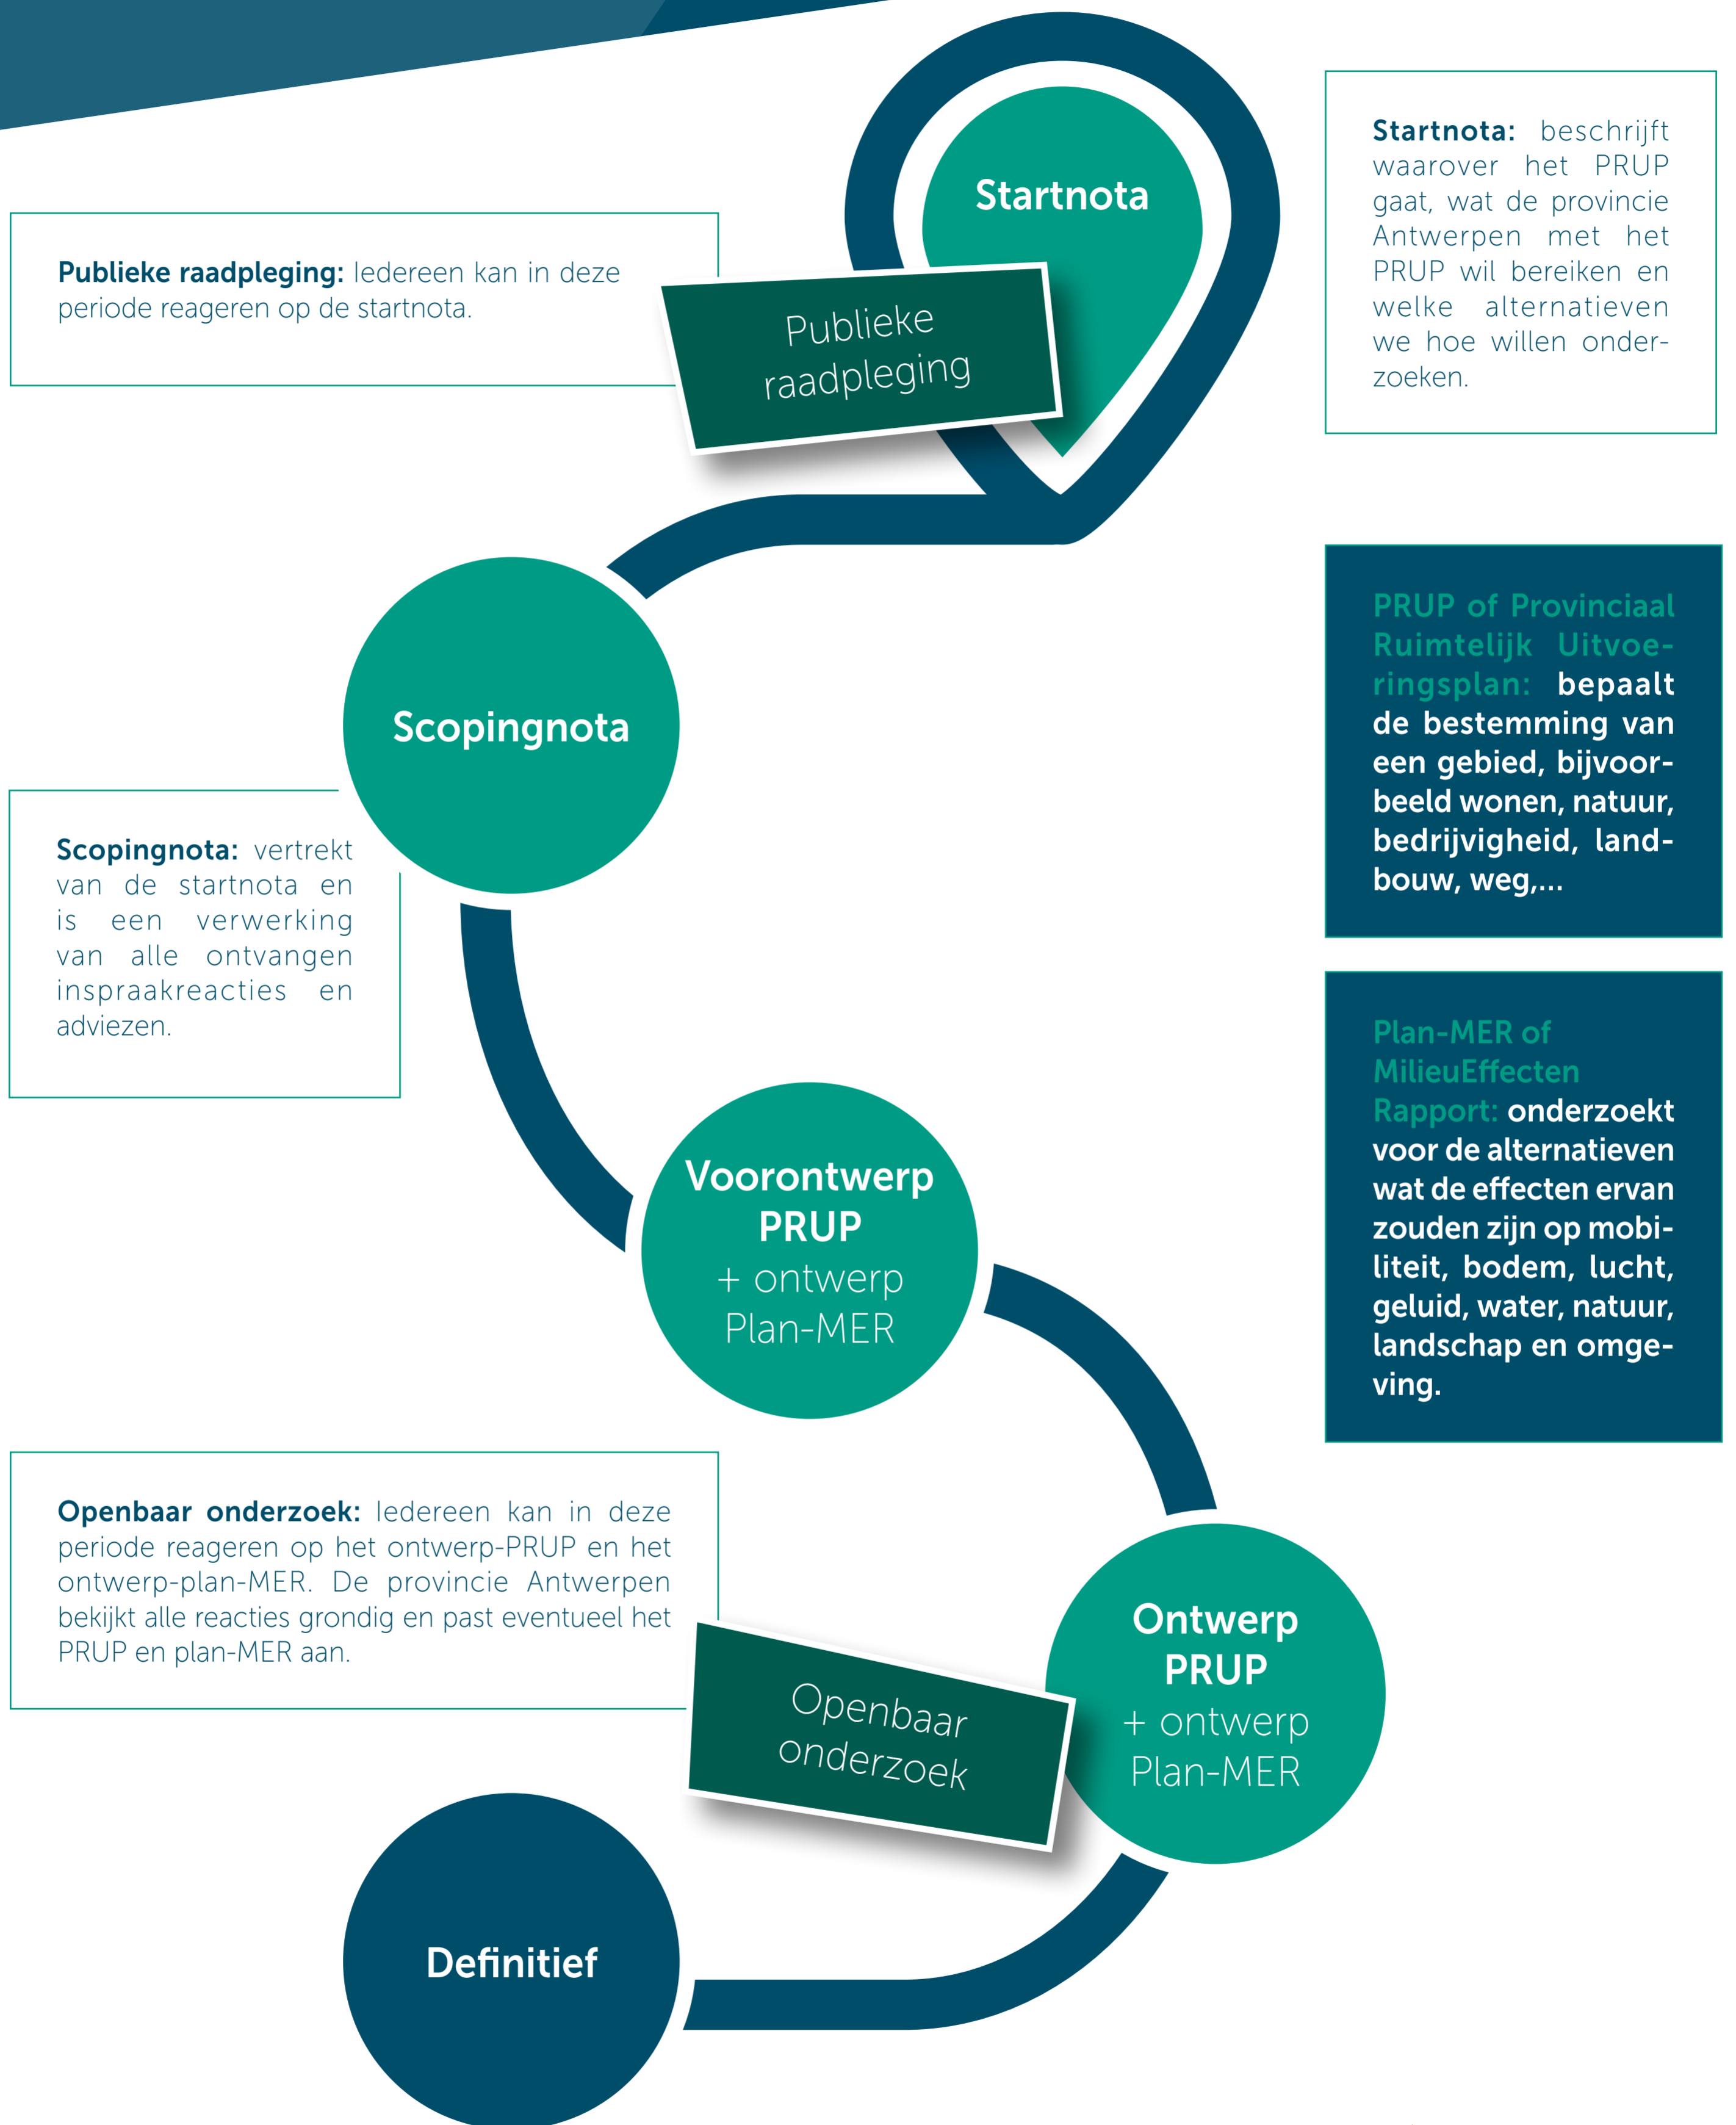 Startnota
Startnota: beschrijft
waarover het PRUP
gaat, wat de provincie
Antwerpen met het
PRUP wil bereiken en
welke alternatieven
we hoe willen onder-
zoeken.
Publieke raadpleging: Iedereen kan in deze
periode reageren op de startnota.
Publieke
raadpleging
PRUP of Provinciaal
Ruimtelijk Uitvoe-
ringsplan: bepaalt
de bestemming van
een gebied, bijvoor-
beeld wonen, natuur,
bedrijvigheid, land-
bouw, weg,...
Scopingnota
Scopingnota: vertrekt
van de startnota en
is een verwerking
van alle ontvangen
inspraakreacties en
adviezen.
Plan-MER of
MilieuEffecten
Rapport: onderzoekt
voor de alternatieven
wat de effecten ervan
zouden zijn op mobi-
liteit, bodem, lucht,
geluid, water, natuur,
landschap en omge-
ving.
Voorontwerp
PRUP
+ ontwerp
Plan-MER
Openbaar onderzoek: Iedereen kan in deze
periode reageren op het ontwerp-PRUP en het
ontwerp-plan-MER. De provincie Antwerpen
bekijkt alle reacties grondig en past eventueel het
PRUP en plan-MER aan.
Openbaar
onderzoek
Ontwerp
PRUP
+ ontwerp
Plan-MER
Definitief